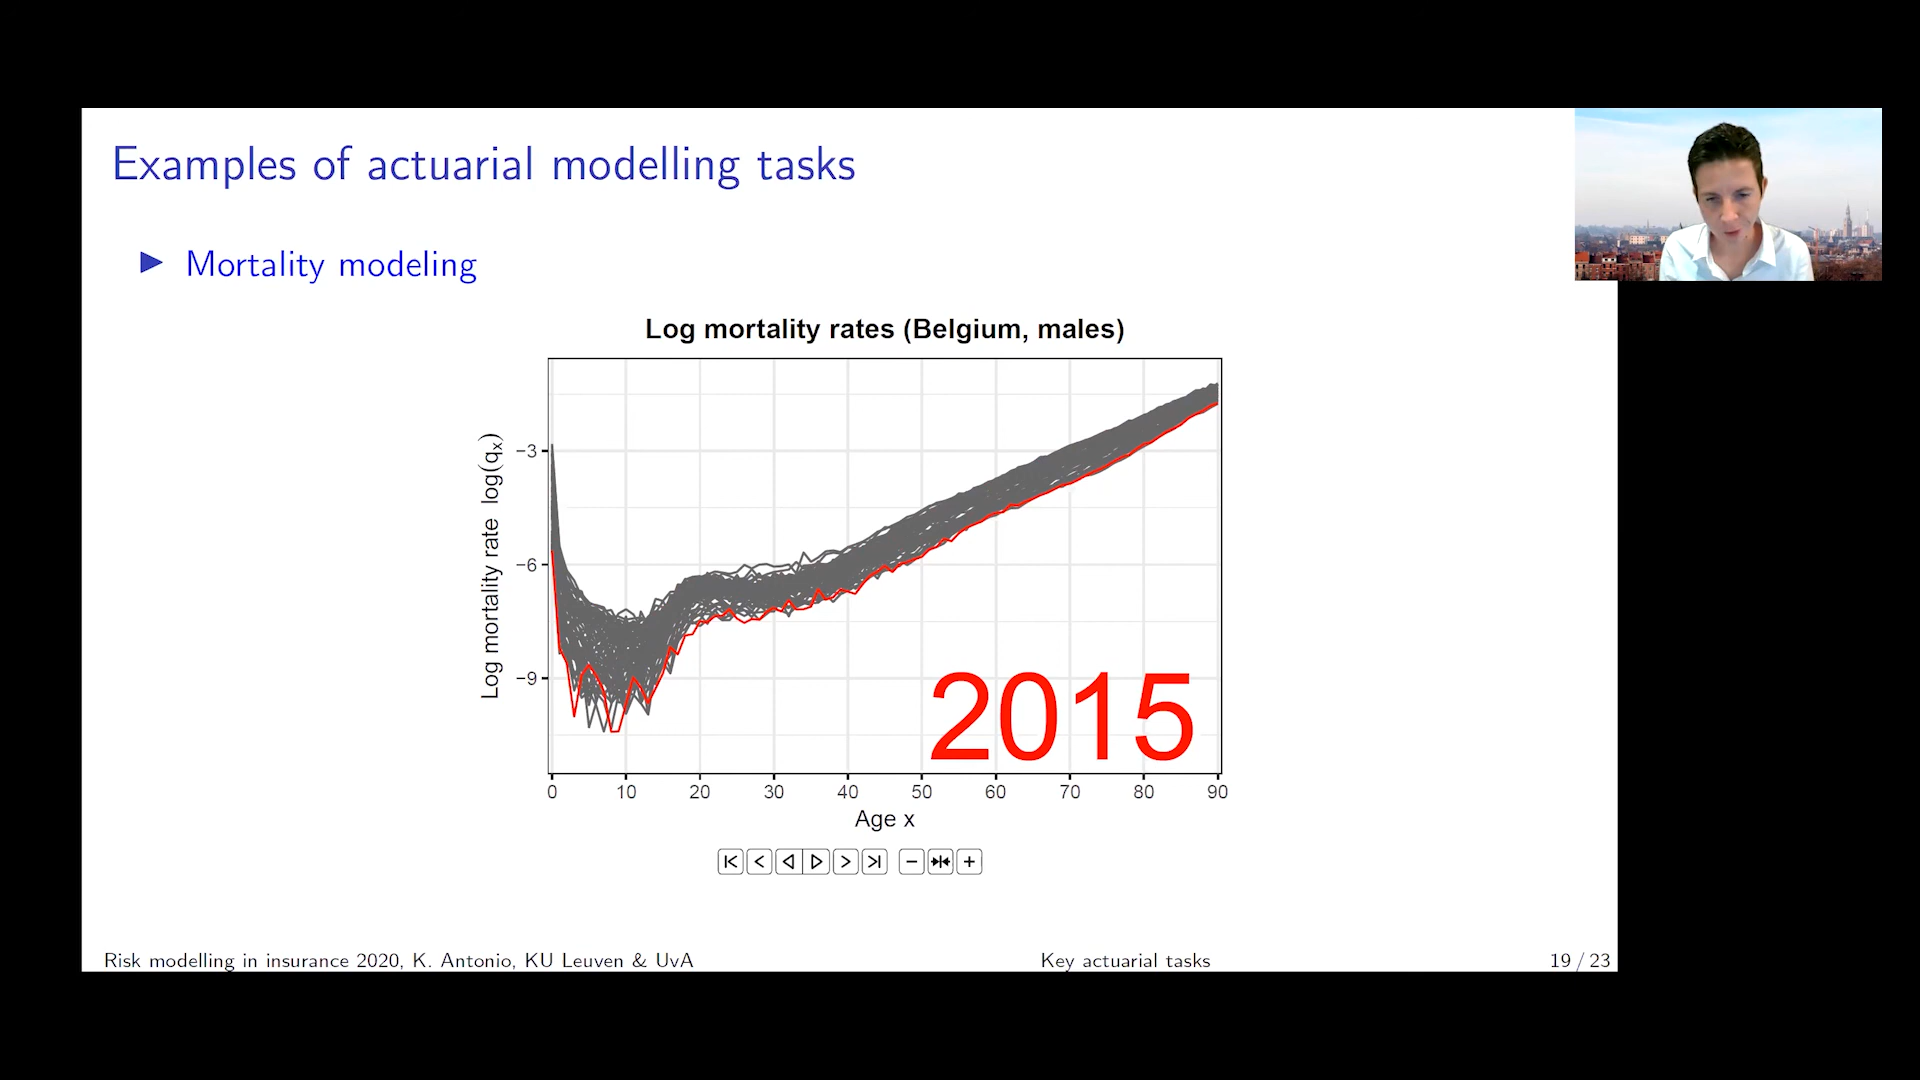 Examples of actuarial modelling tasks
Mortality modeling
Log mortality rates (Belgium, males)
Log mortality rate log(qx)
−3
−6
−9
2015
0 10 20 30 40 50 60 70 80 90
Age x
Risk modelling in insurance 2020, K. Antonio, KU Leuven & UvA
Key actuarial tasks
19 / 23